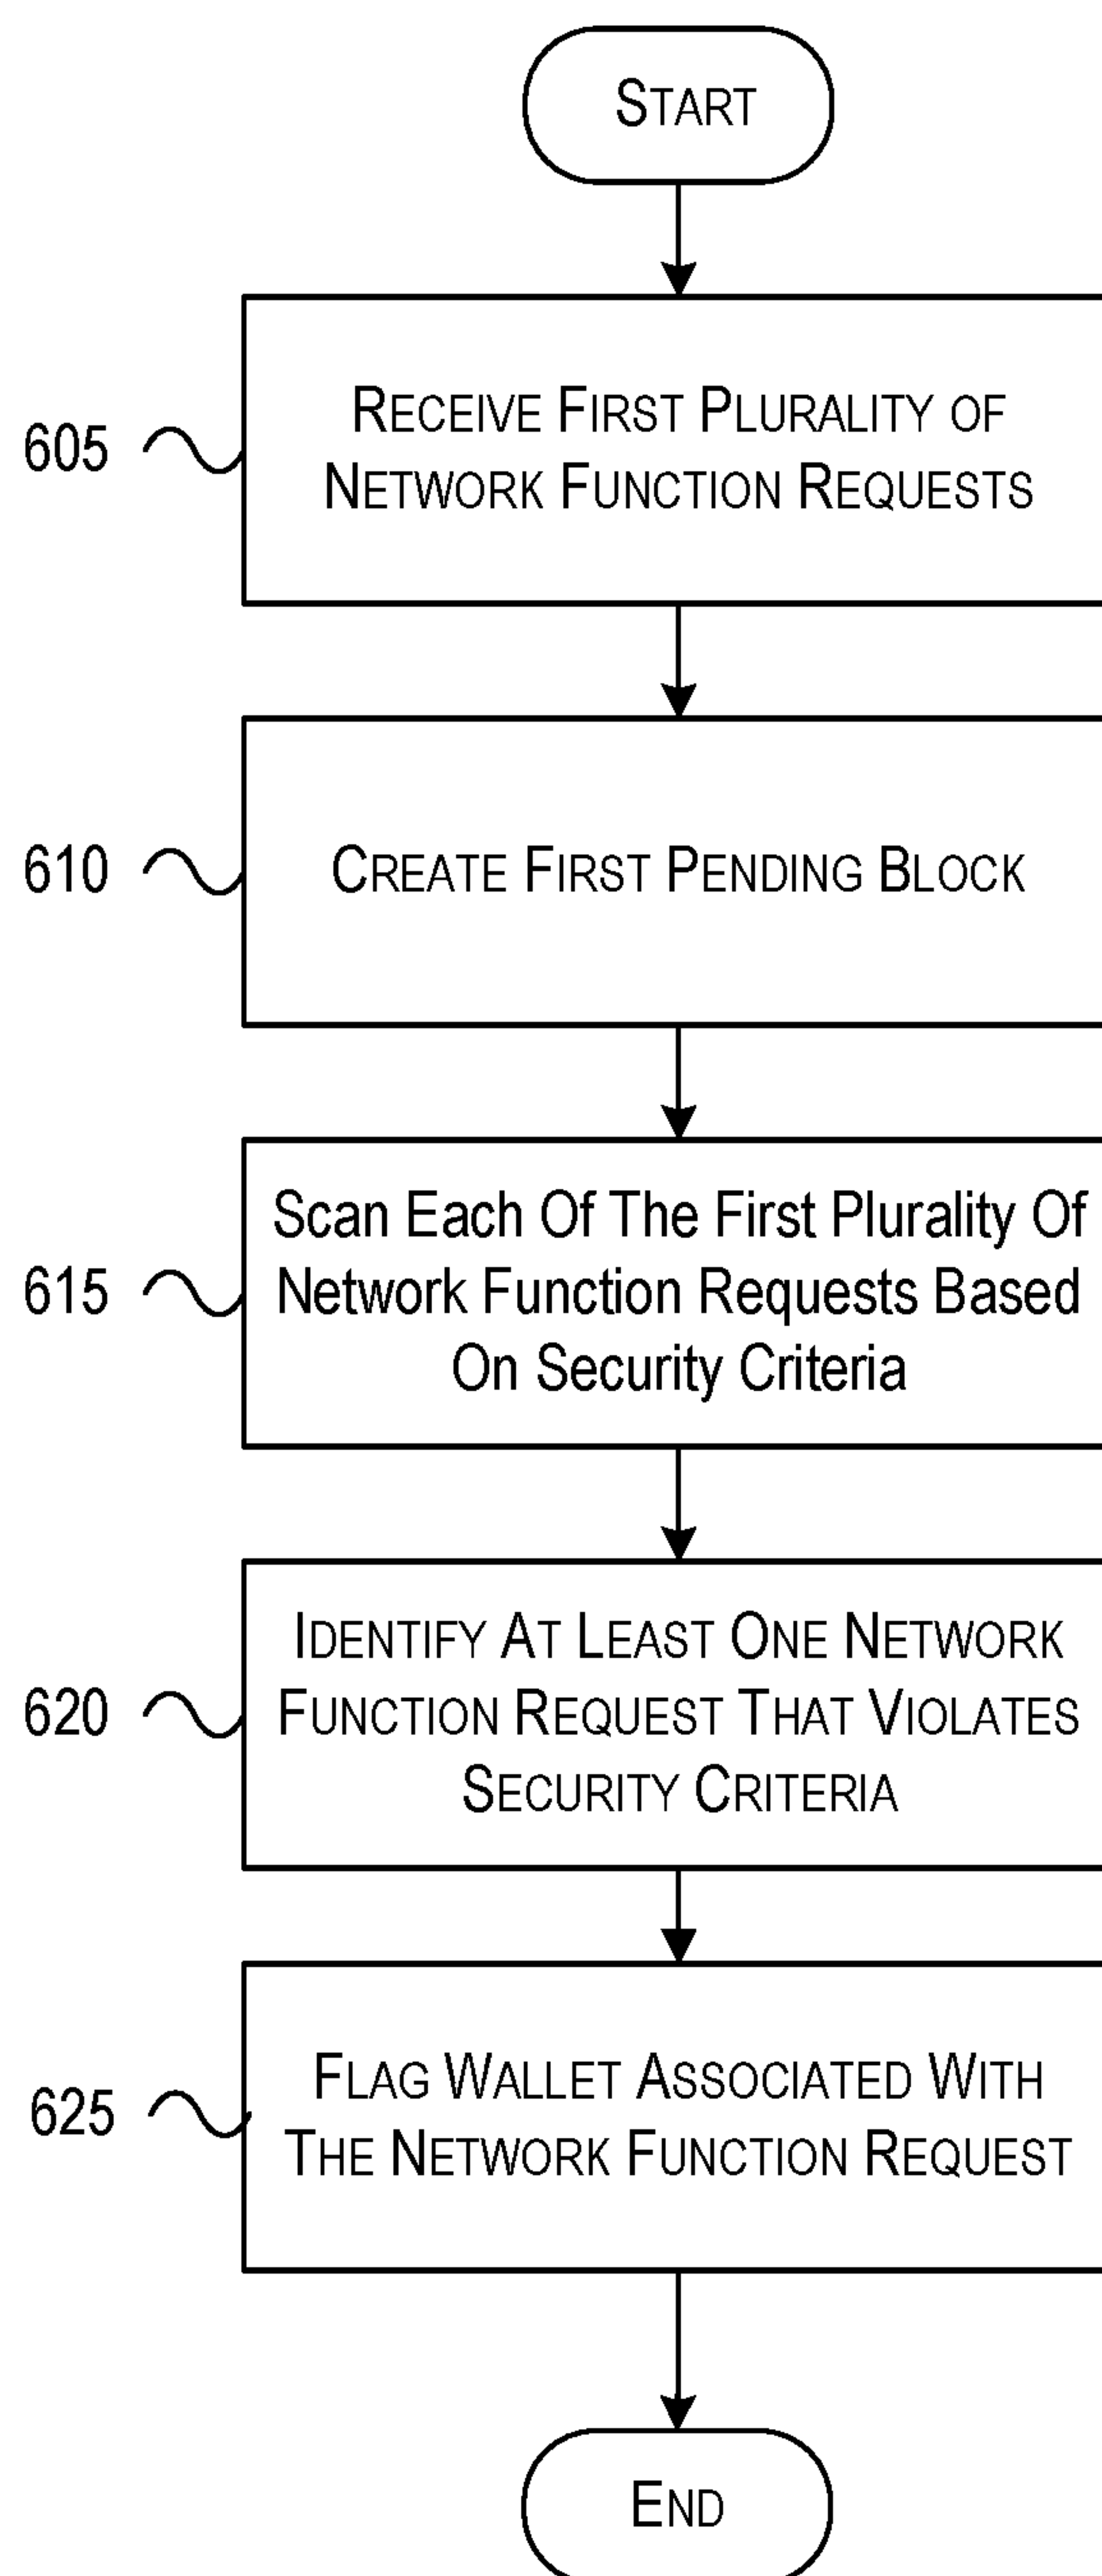 START
605
RECEIVE FIRST PLURALITY OF
NETWORK FUNCTION REQUESTS
610
CREATE FIRST PENDING BLOCK
615
Scan Each Of The First Plurality Of
Network Function Requests Based
On Security Criteria
620
IDENTIFY AT LEAST ONE NETWORK
FUNCTION REQUEST THAT VIOLATES
SECURITY CRITERIA
625
FLAG WALLET ASSOCIATED WITH
THE NETWORK FUNCTION REQUEST
END